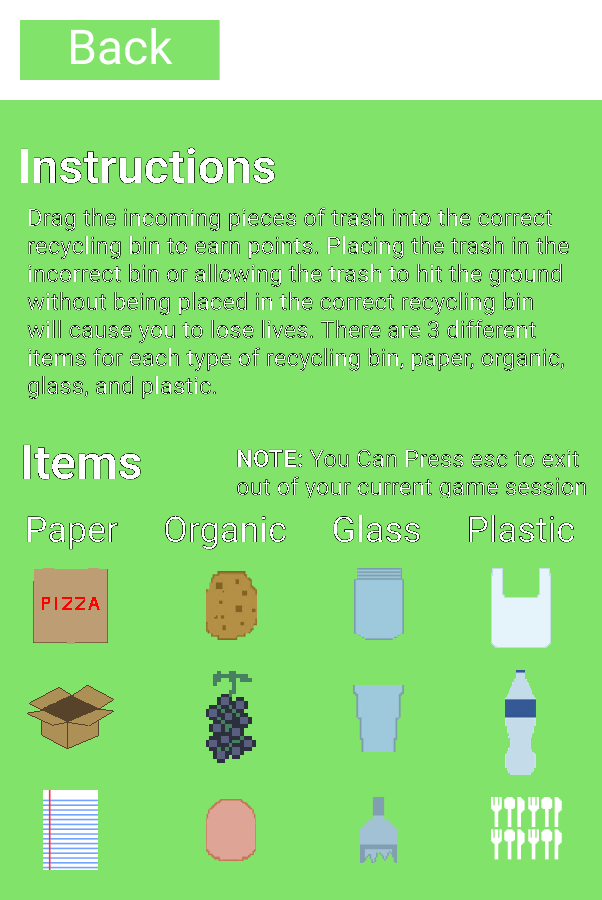 Back
Instructions
Drag the incoming pieces of trash into the correct
recycling bin to earn points. Placing the trash in the
incorrect bin or allowing the trash to hit the ground
without being placed in the correct recycling bin
will cause you to lose lives. There are 3 different
items for each type of recycling bin, paper, organic,
glass, and plastic.
Items
NOTE: You Can Press esc to exit
out of your current game session
Paper Organic Glass Plastic
PIZZA